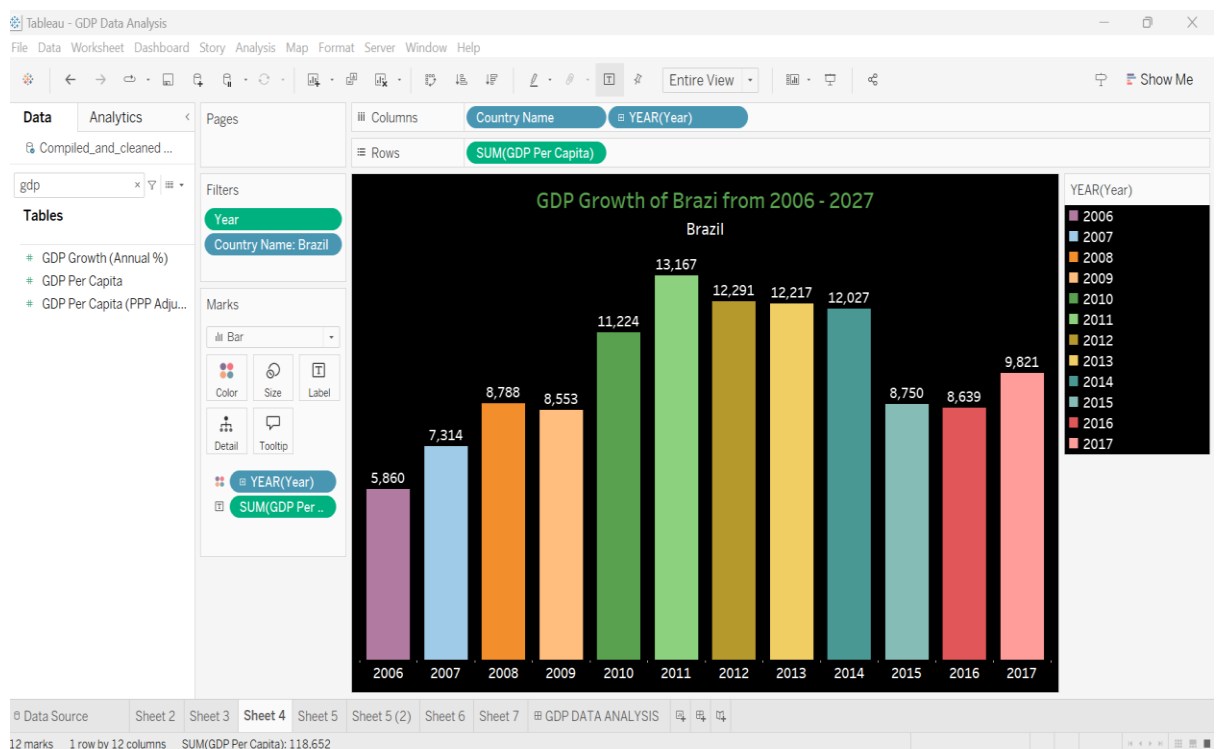 Tableau - GDP Data Analysis
File Data Worksheet Dashboard Story Analysis Map Format Server Window Help
Entire View
Show Me
Data Analytics
Compiled_and_cleaned ...
gdp
Tables
# GDP Growth (Annual %)
# GDP Per Capita
# GDP Per Capita (PPP Adju...
Pages
Filters
Year
Country Name: Brazil
Marks
Bar
Color Size Label
Detail Tooltip
YEAR(Year)
SUM(GDP Per ..
Columns Country Name YEAR(Year)
Rows SUM(GDP Per Capita)
GDP Growth of Brazi from 2006 - 2027
Brazil
5,860 7,314 8,788 8,553 11,224 13,167 12,291 12,217 12,027 8,750 8,639 9,821
2006 2007 2008 2009 2010 2011 2012 2013 2014 2015 2016 2017
YEAR(Year)
2006
2007
2008
2009
2010
2011
2012
2013
2014
2015
2016
2017
Data Source Sheet 2 Sheet 3 Sheet 4 Sheet 5 Sheet 5 (2) Sheet 6 Sheet 7 GDP DATA ANALYSIS
12 marks 1 row by 12 columns SUM(GDP Per Capita): 118,652